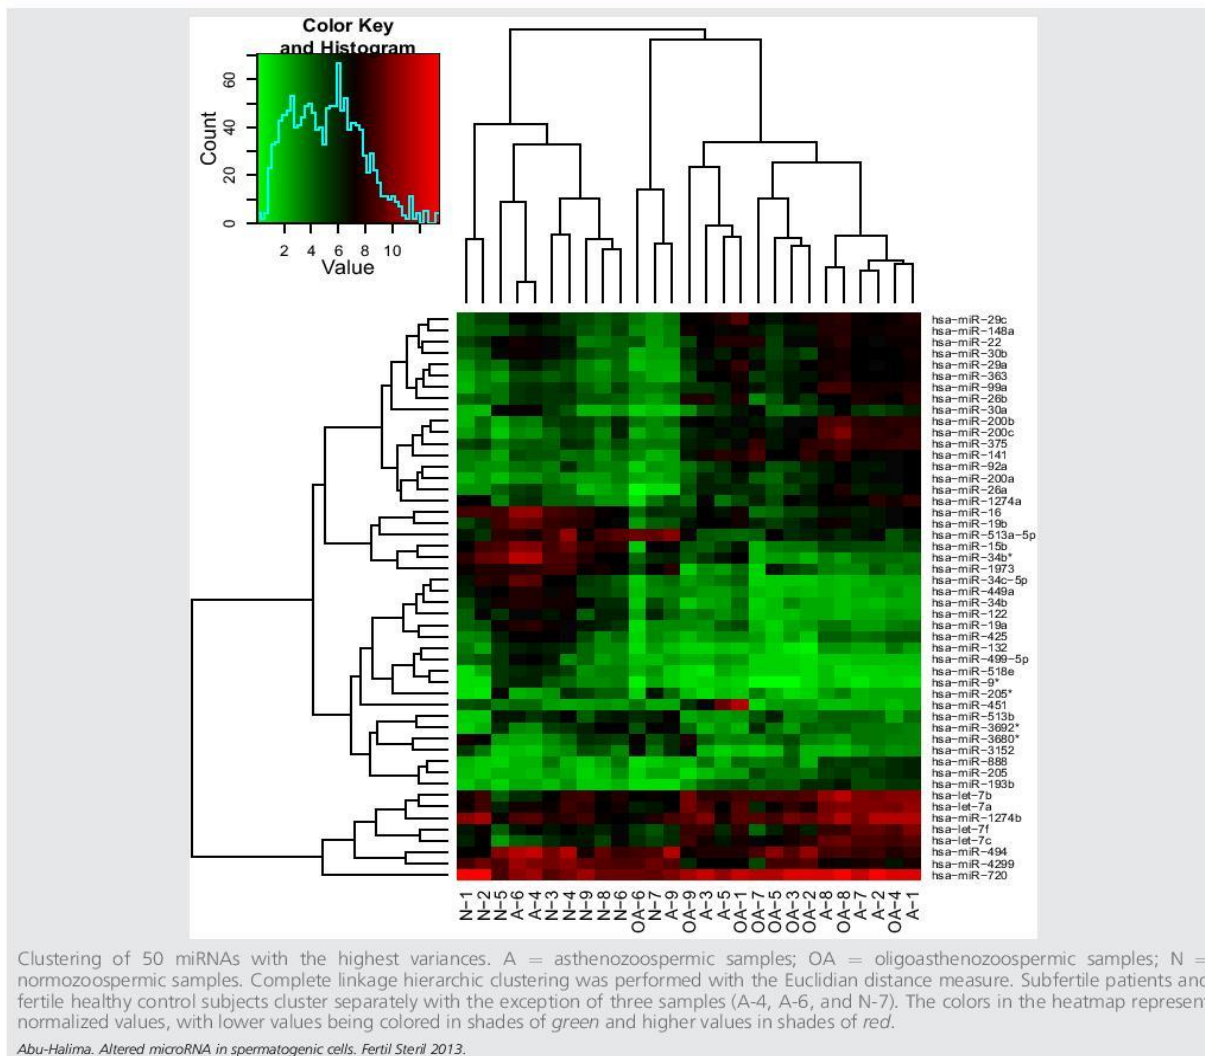 Color Key
and Histogram
Count
0 20 40 60
2 4 6 8 10
Value
hsa-miR-29c
hsa-miR-148a
hsa-miR-22
hsa-miR-30b
hsa-miR-29a
hsa-miR-363
hsa-miR-99a
hsa-miR-26b
hsa-miR-30a
hsa-miR-200b
hsa-miR-200c
hsa-miR-375
hsa-miR-141
hsa-miR-92a
hsa-miR-200a
hsa-miR-26a
hsa-miR-1274a
hsa-miR-16
hsa-miR-19b
hsa-miR-513a-5p
hsa-miR-15b
hsa-miR-34b*
hsa-miR-1973
hsa-miR-34c-5p
hsa-miR-449a
hsa-miR-34b
hsa-miR-122
hsa-miR-19a
hsa-miR-425
hsa-miR-132
hsa-miR-499-5p
hsa-miR-518e
hsa-miR-9*
hsa-miR-205*
hsa-miR-451
hsa-miR-513b
hsa-miR-3692*
hsa-miR-3680*
hsa-miR-3152
hsa-miR-888
hsa-miR-205
hsa-miR-193b
hsa-let-7b
hsa-let-7a
hsa-miR-1274b
hsa-let-7f
hsa-let-7c
hsa-miR-494
hsa-miR-4299
hsa-miR-720
N-1 N-2 N-5 A-6 A-4 N-3 N-4 N-9 N-8 N-6 OA-6 N-7 A-9 OA-9 A-3 A-5 OA-1 OA-7 OA-5 OA-3 OA-2 A-8 OA-8 A-7 A-2 OA-4 A-1
Clustering of 50 miRNAs with the highest variances. A = asthenozoospermic samples; OA = oligoasthenozoospermic samples; N =
normozoospermic samples. Complete linkage hierarchic clustering was performed with the Euclidian distance measure. Subfertile patients and
fertile healthy control subjects cluster separately with the exception of three samples (A-4, A-6, and N-7). The colors in the heatmap represent
normalized values, with lower values being colored in shades of green and higher values in shades of red.
Abu-Halima. Altered microRNA in spermatogenic cells. Fertil Steril 2013.